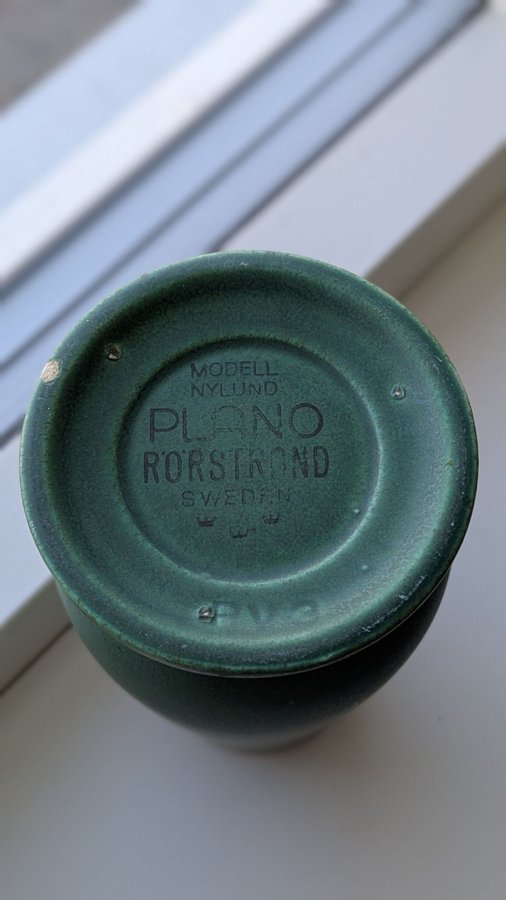 MODELL
NYLUND
PLANO
RÖRSTRAND
SWEDEN